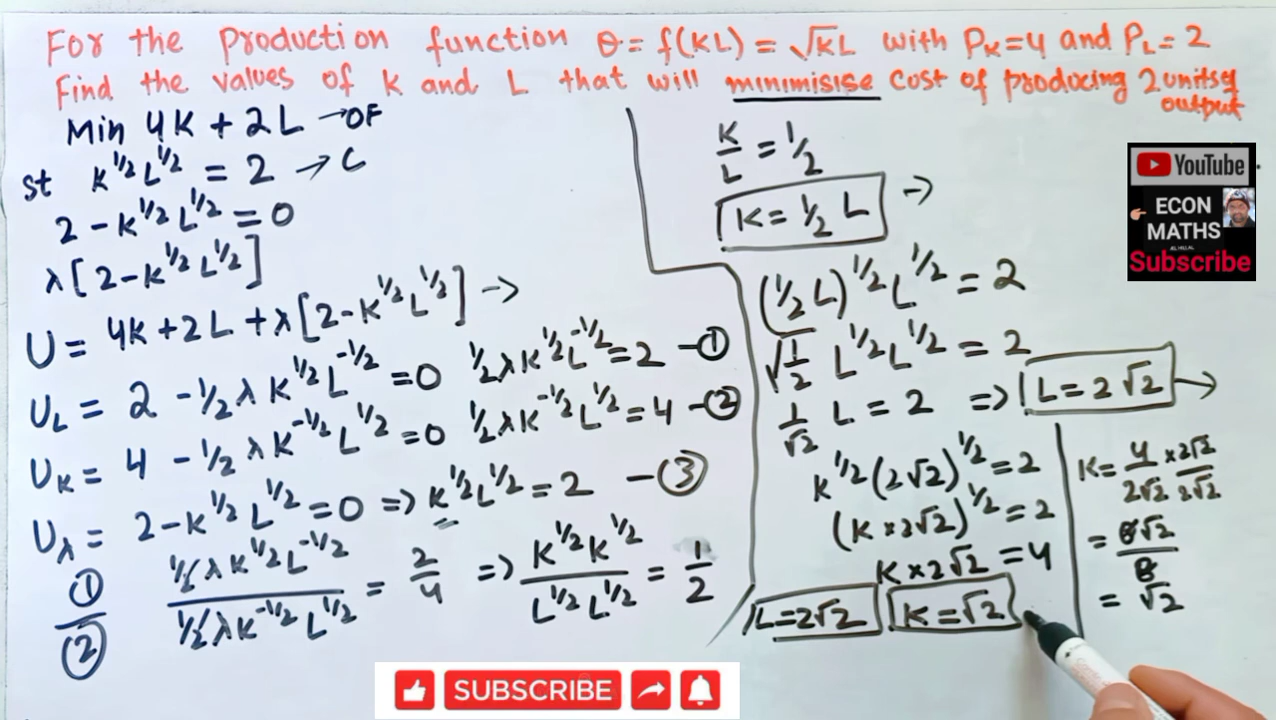 For the production function Q = f(KL) = √KL with PK=4 and PL=2
Find the values of K and L that will minimisise cost of producing 2 units of output
Min 4K + 2L → OF
st K^1/2 L^1/2 = 2 → C
2 - K^1/2 L^1/2 = 0
λ[2 - K^1/2 L^1/2]
U = 4K + 2L + λ[2 - K^1/2 L^1/2] →
UL = 2 - 1/2 λ K^1/2 L^-1/2 = 0 1/2 λ K^1/2 L^-1/2 = 2 - ①
UK = 4 - 1/2 λ K^-1/2 L^1/2 = 0 1/2 λ K^-1/2 L^1/2 = 4 - ②
Uλ = 2 - K^1/2 L^1/2 = 0 => K^1/2 L^1/2 = 2 - ③
①/② (1/2 λ K^1/2 L^-1/2)/(1/2 λ K^-1/2 L^1/2) = 2/4 => (K^1/2 K^1/2)/(L^1/2 L^1/2) = 1/2
K/L = 1/2
K = 1/2 L →
(1/2 L)^1/2 L^1/2 = 2
√1/2 L^1/2 L^1/2 = 2
1/√2 L = 2 => L = 2√2 →
K^1/2 (2√2)^1/2 = 2
(K × 2√2)^1/2 = 2
K × 2√2 = 4
L = 2√2 K = √2
K = 4/2√2 × 2√2/2√2
= 8√2/8
= √2
YouTube
ECON
MATHS
Subscribe
SUBSCRIBE